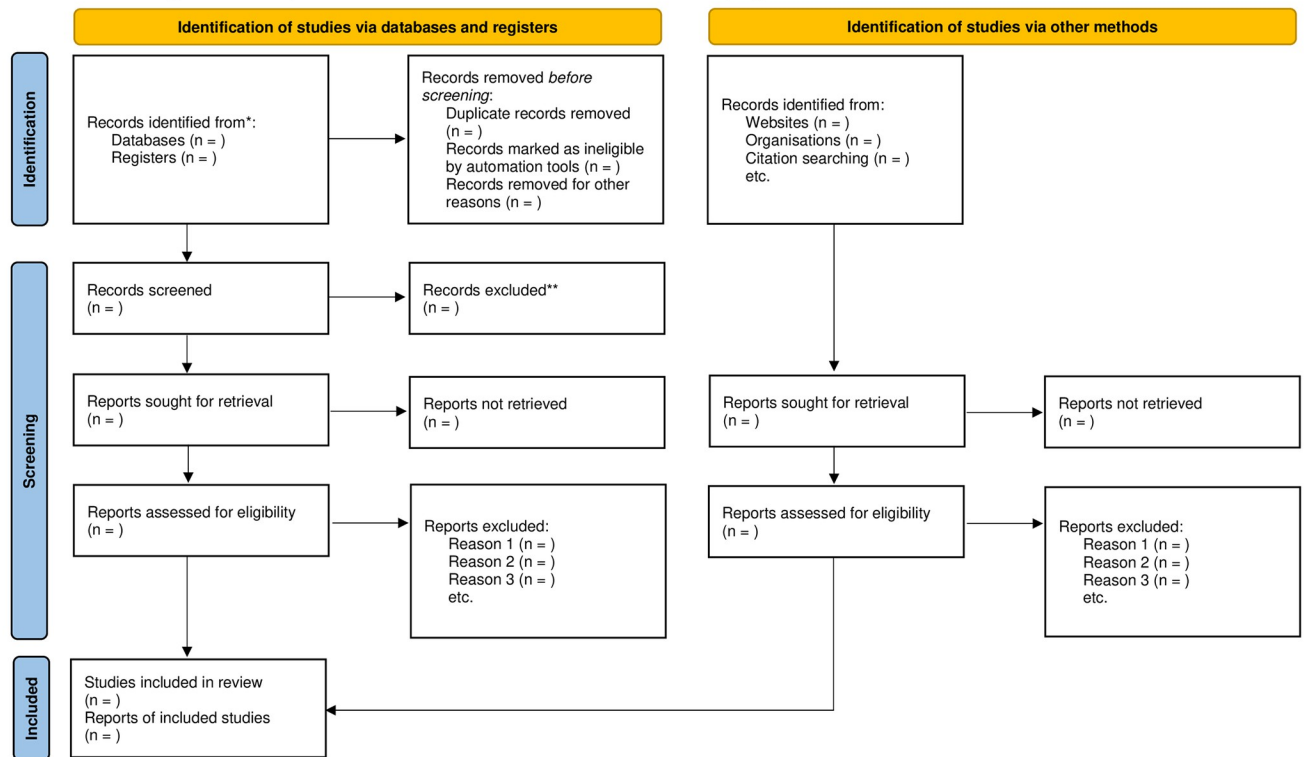 Identification of studies via databases and registers
Identification of studies via other methods
Identification
Records identified from*:
Databases (n = )
Registers (n = )
Records removed before
screening:
Duplicate records removed
(n = )
Records marked as ineligible
by automation tools (n = )
Records removed for other
reasons (n = )
Records identified from:
Websites (n = )
Organisations (n = )
Citation searching (n = )
etc.
Screening
Records screened
(n = )
Records excluded**
(n = )
Reports sought for retrieval
(n = )
Reports not retrieved
(n = )
Reports sought for retrieval
(n = )
Reports not retrieved
(n = )
Reports assessed for eligibility
(n = )
Reports excluded:
Reason 1 (n = )
Reason 2 (n = )
Reason 3 (n = )
etc.
Reports assessed for eligibility
(n = )
Reports excluded:
Reason 1 (n = )
Reason 2 (n = )
Reason 3 (n = )
etc.
Included
Studies included in review
(n = )
Reports of included studies
(n = )